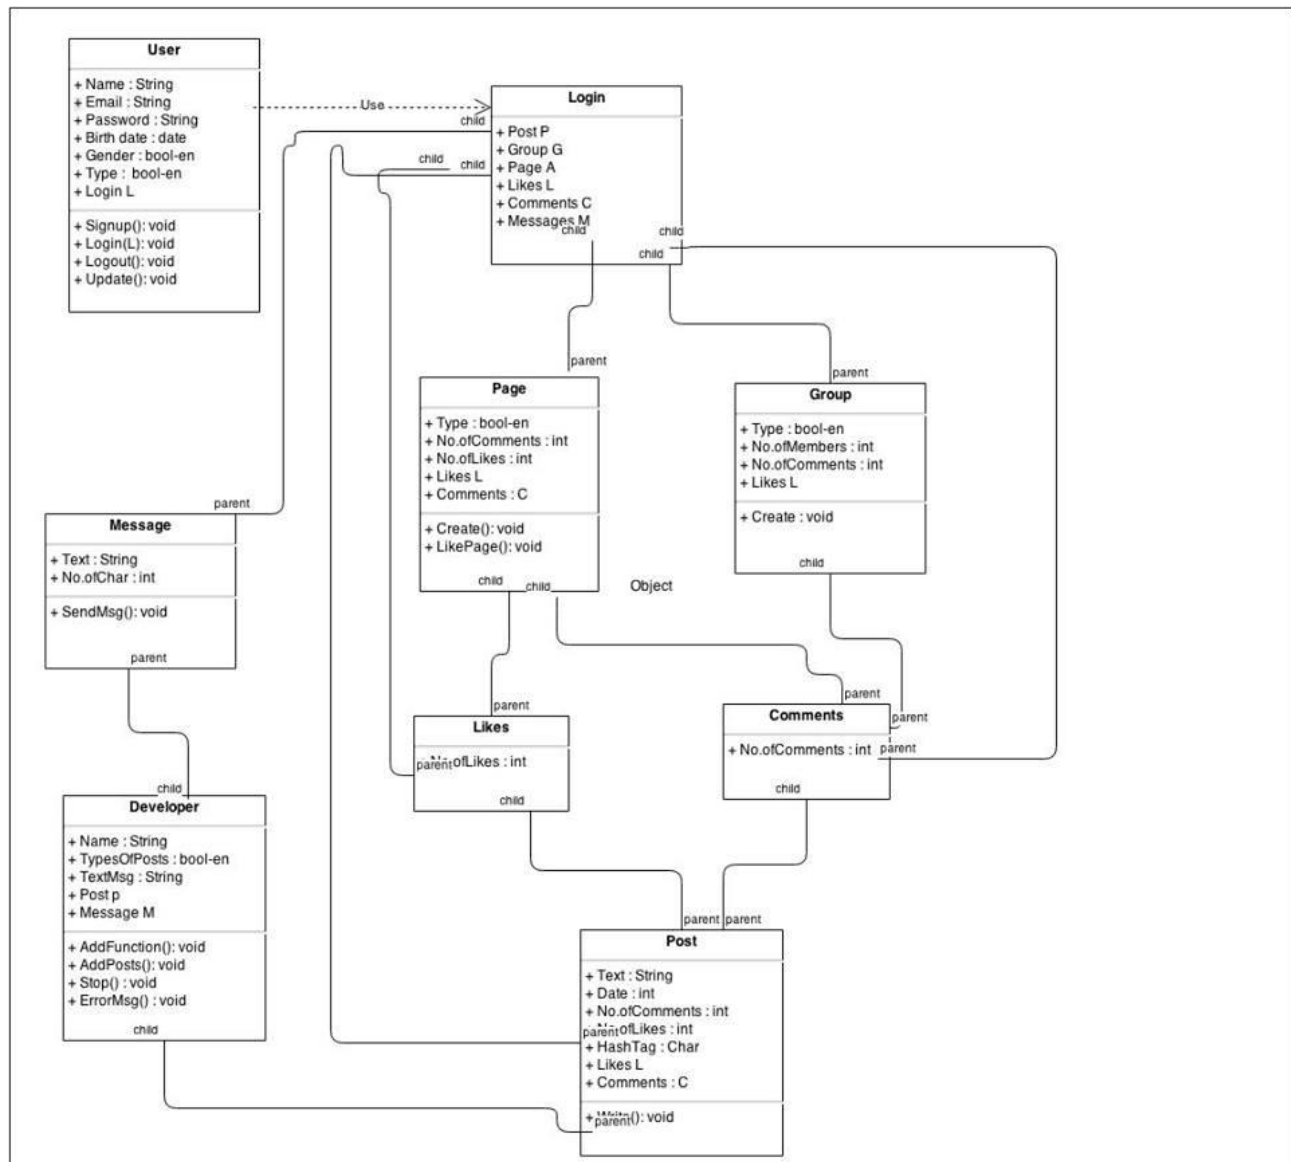 User
+ Name : String
+ Email : String
+ Password : String
+ Birth date : date
+ Gender : bool-en
+ Type : bool-en
+ Login L
+ Signup(): void
+ Login(L): void
+ Logout(): void
+ Update(): void
Use
Login
+ Post P
+ Group G
+ Page A
+ Likes L
+ Comments C
+ Messages M
child
child
child
child
child
child
parent
parent
Page
+ Type : bool-en
+ No.ofComments : int
+ No.ofLikes : int
+ Likes L
+ Comments : C
+ Create(): void
+ LikePage(): void
child
child
Object
Group
+ Type : bool-en
+ No.ofMembers : int
+ No.ofComments : int
+ Likes L
+ Create : void
child
parent
Message
+ Text : String
+ No.ofChar : int
+ SendMsg(): void
parent
parent
Likes
+ No.ofLikes : int
parent
child
parent
Comments
parent
+ No.ofComments : int
parent
child
child
Developer
+ Name : String
+ TypesOfPosts : bool-en
+ TextMsg : String
+ Post p
+ Message M
+ AddFunction(): void
+ AddPosts(): void
+ Stop() : void
+ ErrorMsg() : void
child
parent
parent
Post
+ Text : String
+ Date : int
+ No.ofComments : int
+ No.ofLikes : int
parent
+ HashTag : Char
+ Likes L
+ Comments : C
+ Write(): void
parent